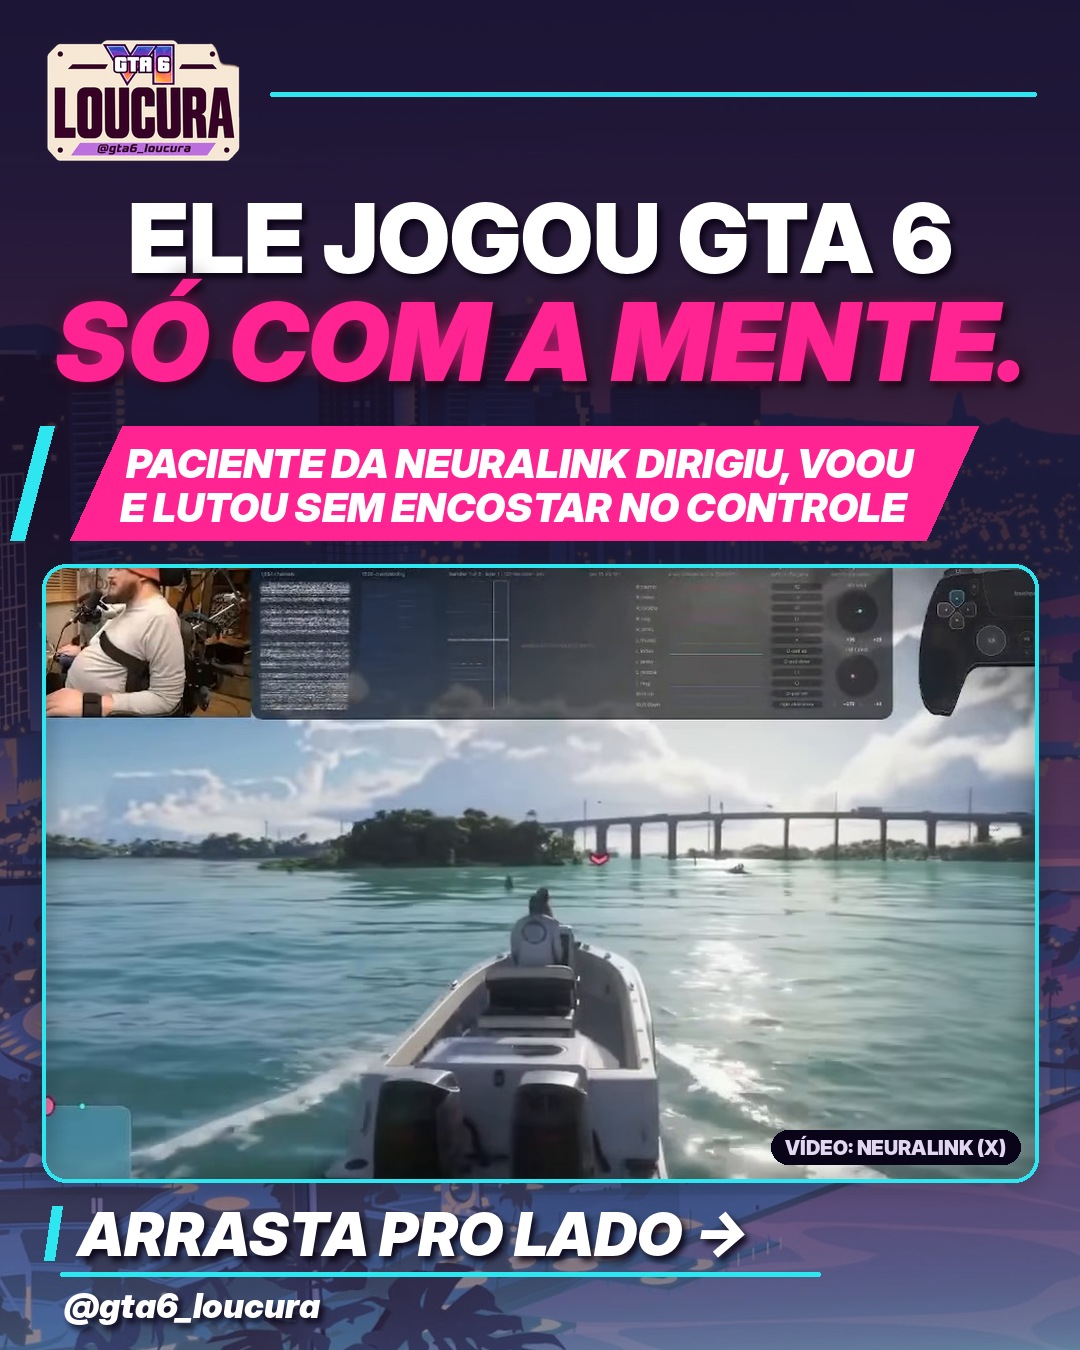 GTA 6
LOUCURA
@gta6_loucura
ELE JOGOU GTA 6
SÓ COM A MENTE.
PACIENTE DA NEURALINK DIRIGIU, VOOU
E LUTOU SEM ENCOSTAR NO CONTROLE
VÍDEO: NEURALINK (X)
ARRASTA PRO LADO →
@gta6_loucura